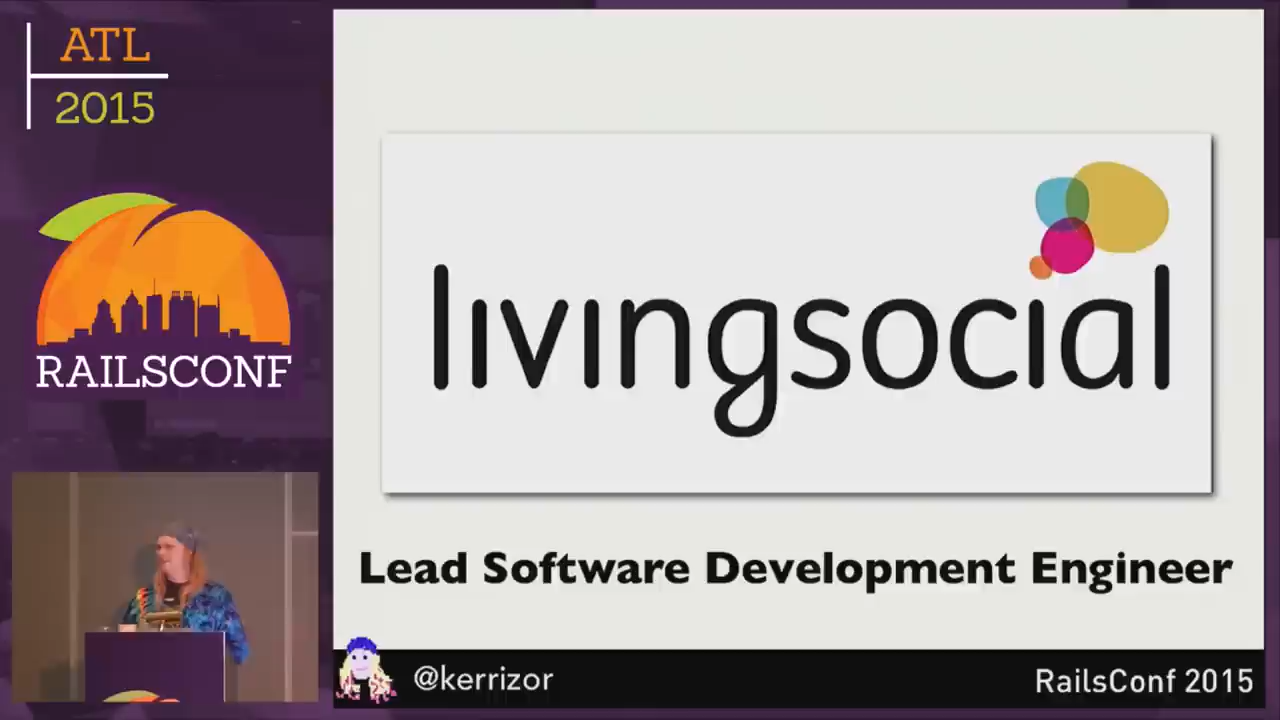 ATL
2015
RAILSCONF
livingsocial
Lead Software Development Engineer
@kerrizor
RailsConf 2015